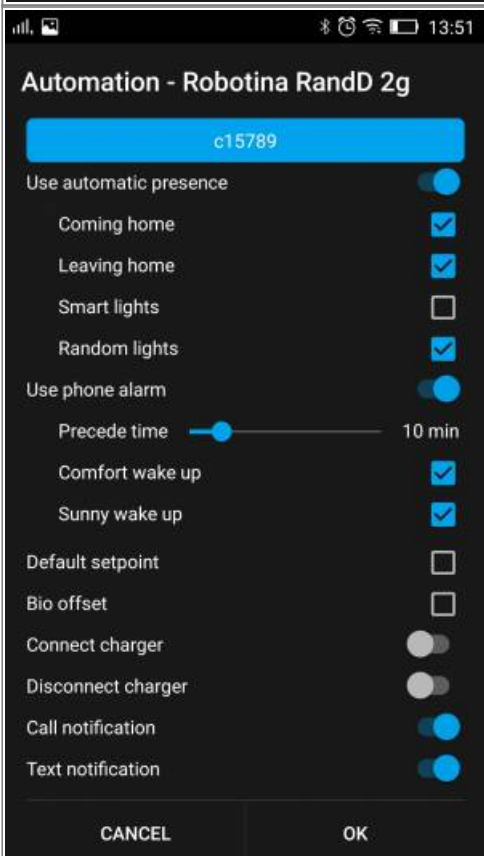 13:51
Automation - Robotina RandD 2g
c15789
Use automatic presence
Coming home
Leaving home
Smart lights
Random lights
Use phone alarm
Precede time 10 min
Comfort wake up
Sunny wake up
Default setpoint
Bio offset
Connect charger
Disconnect charger
Call notification
Text notification
CANCEL OK